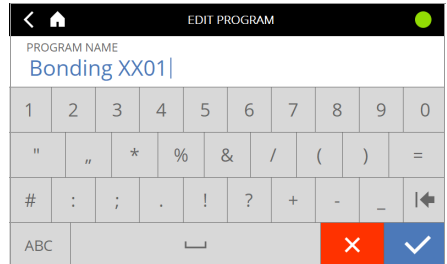 EDIT PROGRAM
PROGRAM NAME
Bonding XX01
1 2 3 4 5 6 7 8 9 0
" „ * % & / ( ) =
# : ; . ! ? + - _
ABC